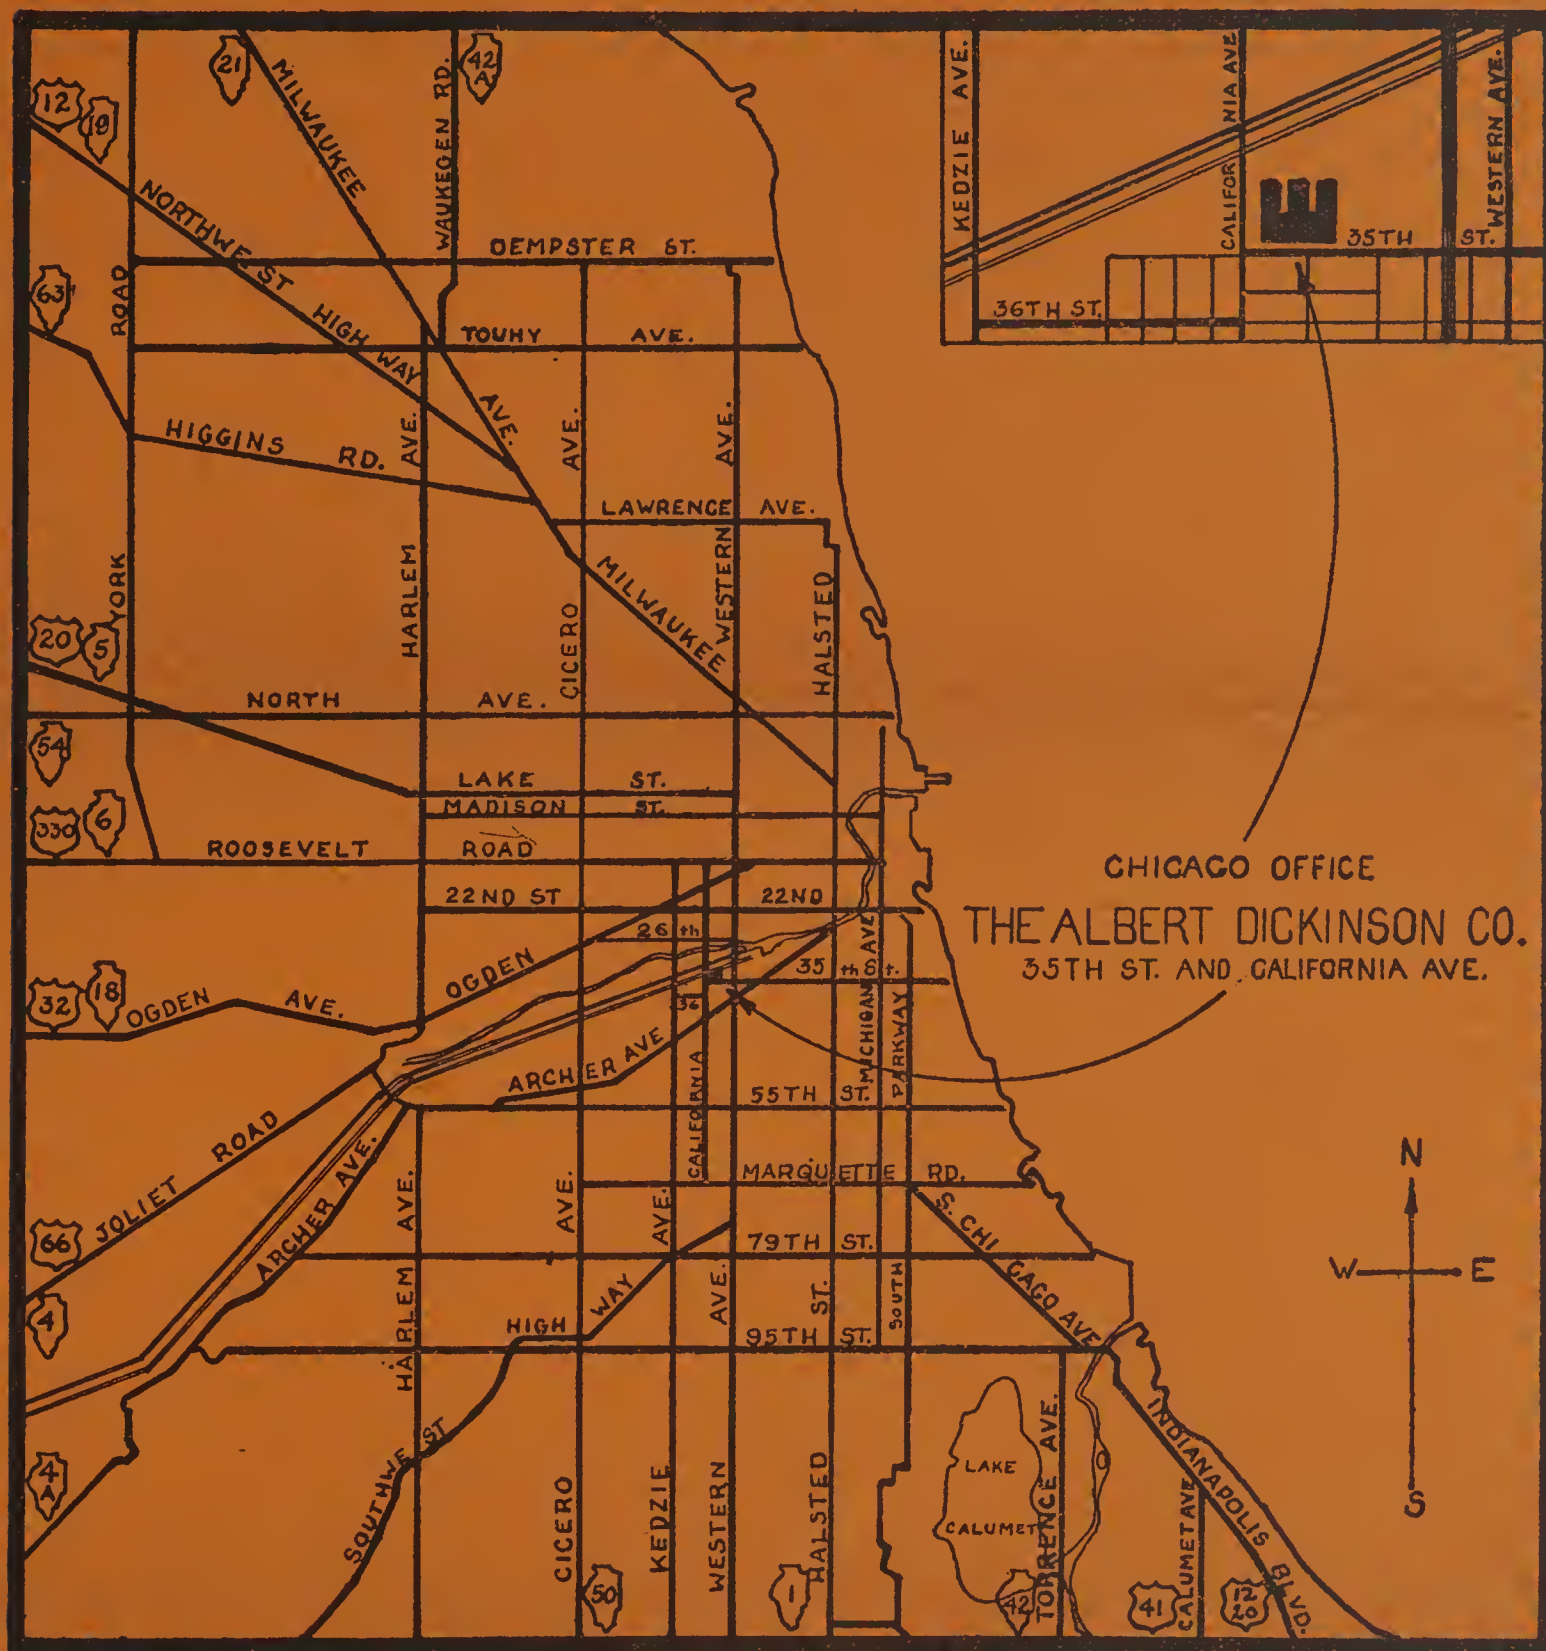 21
MILWAUKEE
AVE.
WAUKEGEN RD.
42 A
12
19
NORTHWEST HIGH WAY
DEMPSTER ST.
63
ROAD
YORK
TOUHY AVE.
HIGGINS RD.
HARLEM AVE.
CICERO AVE.
WESTERN AVE.
LAWRENCE AVE.
MILWAUKEE
HALSTED
20
5
NORTH AVE.
54
LAKE ST.
MADISON ST.
330
6
ROOSEVELT ROAD
22ND ST
22ND
26th
OGDEN
35th St.
36
32
18
OGDEN AVE.
ARCHER AVE
CALIFORNIA
MICHIGAN AVE
55TH ST.
PARKWAY
SOUTH
JOLIET ROAD
ARCHER AVE.
MARQUETTE RD.
66
4
S. CHICAGO AVE
79TH ST.
HARLEM AVE.
AVE.
AVE.
AVE.
ST.
95TH ST.
SOUTHWEST HIGH WAY
4 A
CICERO
50
KEDZIE
WESTERN
1
HALSTED
LAKE CALUMET
42
TORRENCE AVE.
41
CALUMET AVE
12 20
INDIANAPOLIS BLVD.
KEDZIE AVE.
CALIFORNIA AVE
WESTERN AVE.
35TH ST.
36TH ST.
CHICAGO OFFICE
THE ALBERT DICKINSON CO.
35TH ST. AND CALIFORNIA AVE.
N
W E
S